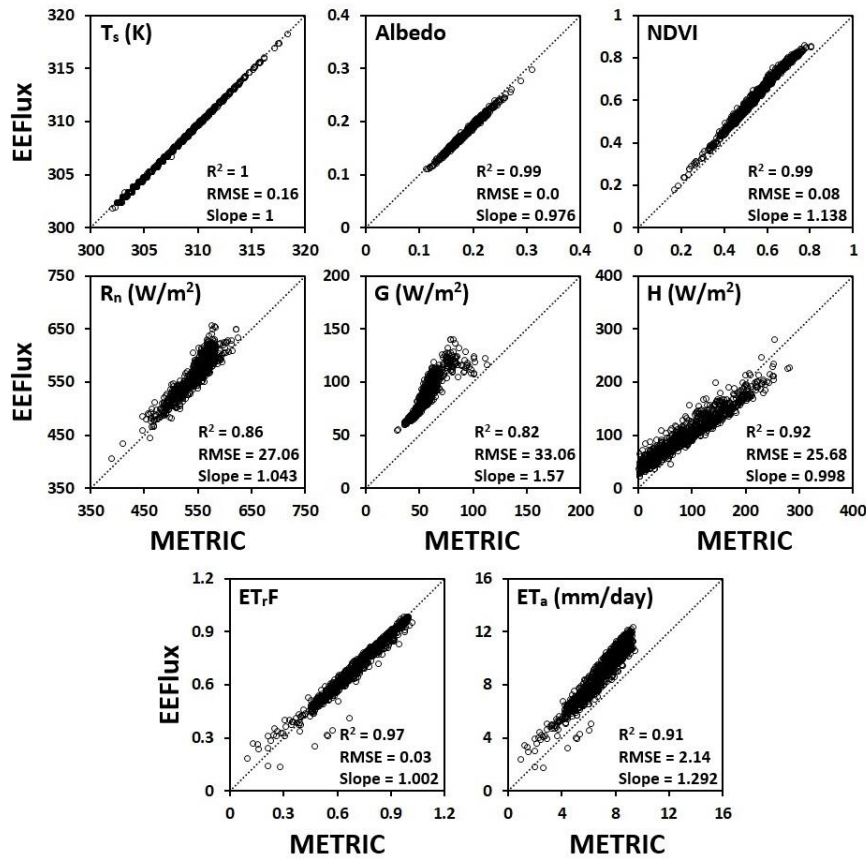 Tₛ (K)
320
315
310
305
300
300 305 310 315 320
R² = 1
RMSE = 0.16
Slope = 1
Albedo
0.4
0.3
0.2
0.1
0
0 0.1 0.2 0.3 0.4
R² = 0.99
RMSE = 0.0
Slope = 0.976
NDVI
1
0.8
0.6
0.4
0.2
0
0 0.2 0.4 0.6 0.8 1
R² = 0.99
RMSE = 0.08
Slope = 1.138
EEFlux
Rₙ (W/m²)
750
650
550
450
350
350 450 550 650 750
R² = 0.86
RMSE = 27.06
Slope = 1.043
METRIC
G (W/m²)
200
150
100
50
0
0 50 100 150 200
R² = 0.82
RMSE = 33.06
Slope = 1.57
METRIC
H (W/m²)
400
300
200
100
0
0 100 200 300 400
R² = 0.92
RMSE = 25.68
Slope = 0.998
METRIC
EEFlux
ETᵣF
1.2
0.9
0.6
0.3
0
0 0.3 0.6 0.9 1.2
R² = 0.97
RMSE = 0.03
Slope = 1.002
METRIC
EEFlux
ETₐ (mm/day)
16
12
8
4
0
0 4 8 12 16
R² = 0.91
RMSE = 2.14
Slope = 1.292
METRIC